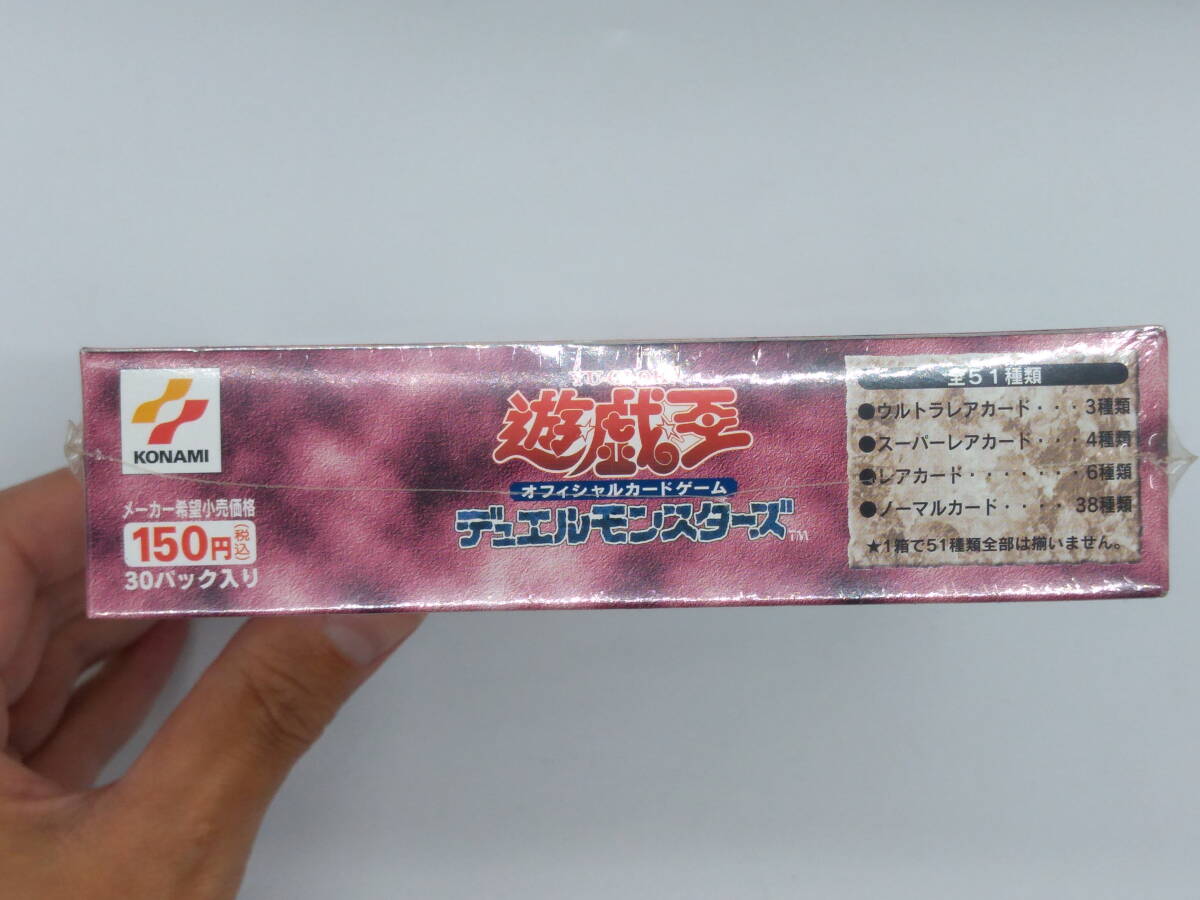 KONAMI
メーカー希望小売価格
150円(税込)
30パック入り
遊☆戯☆王
オフィシャルカードゲーム
デュエルモンスターズ™
全51種類
●ウルトラレアカード・・・3種類
●スーパーレアカード・・・4種類
●レアカード・・・・・・・6種類
●ノーマルカード・・・・38種類
★1箱で51種類全部は揃いません。